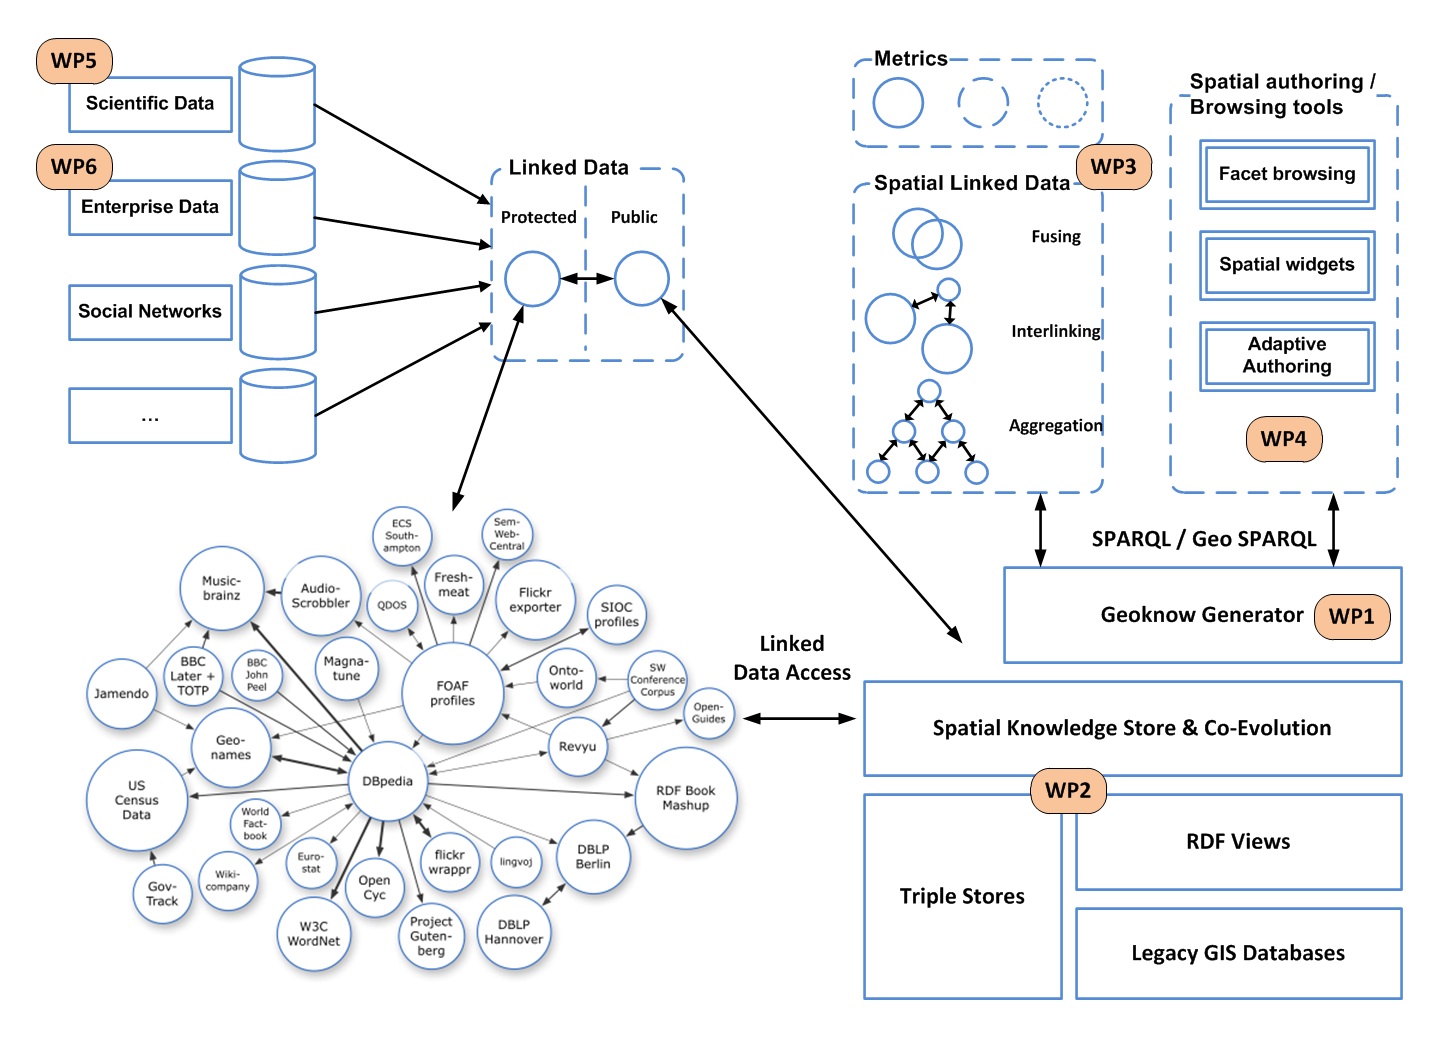 WP5
Scientific Data
WP6
Enterprise Data
Social Networks
...
Linked Data
Protected
Public
Metrics
WP3
Spatial Linked Data
Fusing
Interlinking
Aggregation
Spatial authoring /
Browsing tools
Facet browsing
Spatial widgets
Adaptive
Authoring
WP4
SPARQL / Geo SPARQL
Geoknow Generator
WP1
Linked
Data Access
Spatial Knowledge Store & Co-Evolution
WP2
Triple Stores
RDF Views
Legacy GIS Databases
ECS
South-
ampton
Sem-
Web-
Central
Music-
brainz
Audio-
Scrobbler
QDOS
Fresh-
meat
Flickr
exporter
SIOC
profiles
BBC
Later +
TOTP
BBC
John
Peel
Magna-
tune
FOAF
profiles
Onto-
world
SW
Conference
Corpus
Jamendo
Open-
Guides
Geo-
names
Revyu
DBpedia
US
Census
Data
RDF Book
Mashup
World
Fact-
book
Euro-
stat
flickr
wrappr
lingvoj
DBLP
Berlin
Wiki-
company
Gov-
Track
Open
Cyc
W3C
WordNet
Project
Guten-
berg
DBLP
Hannover